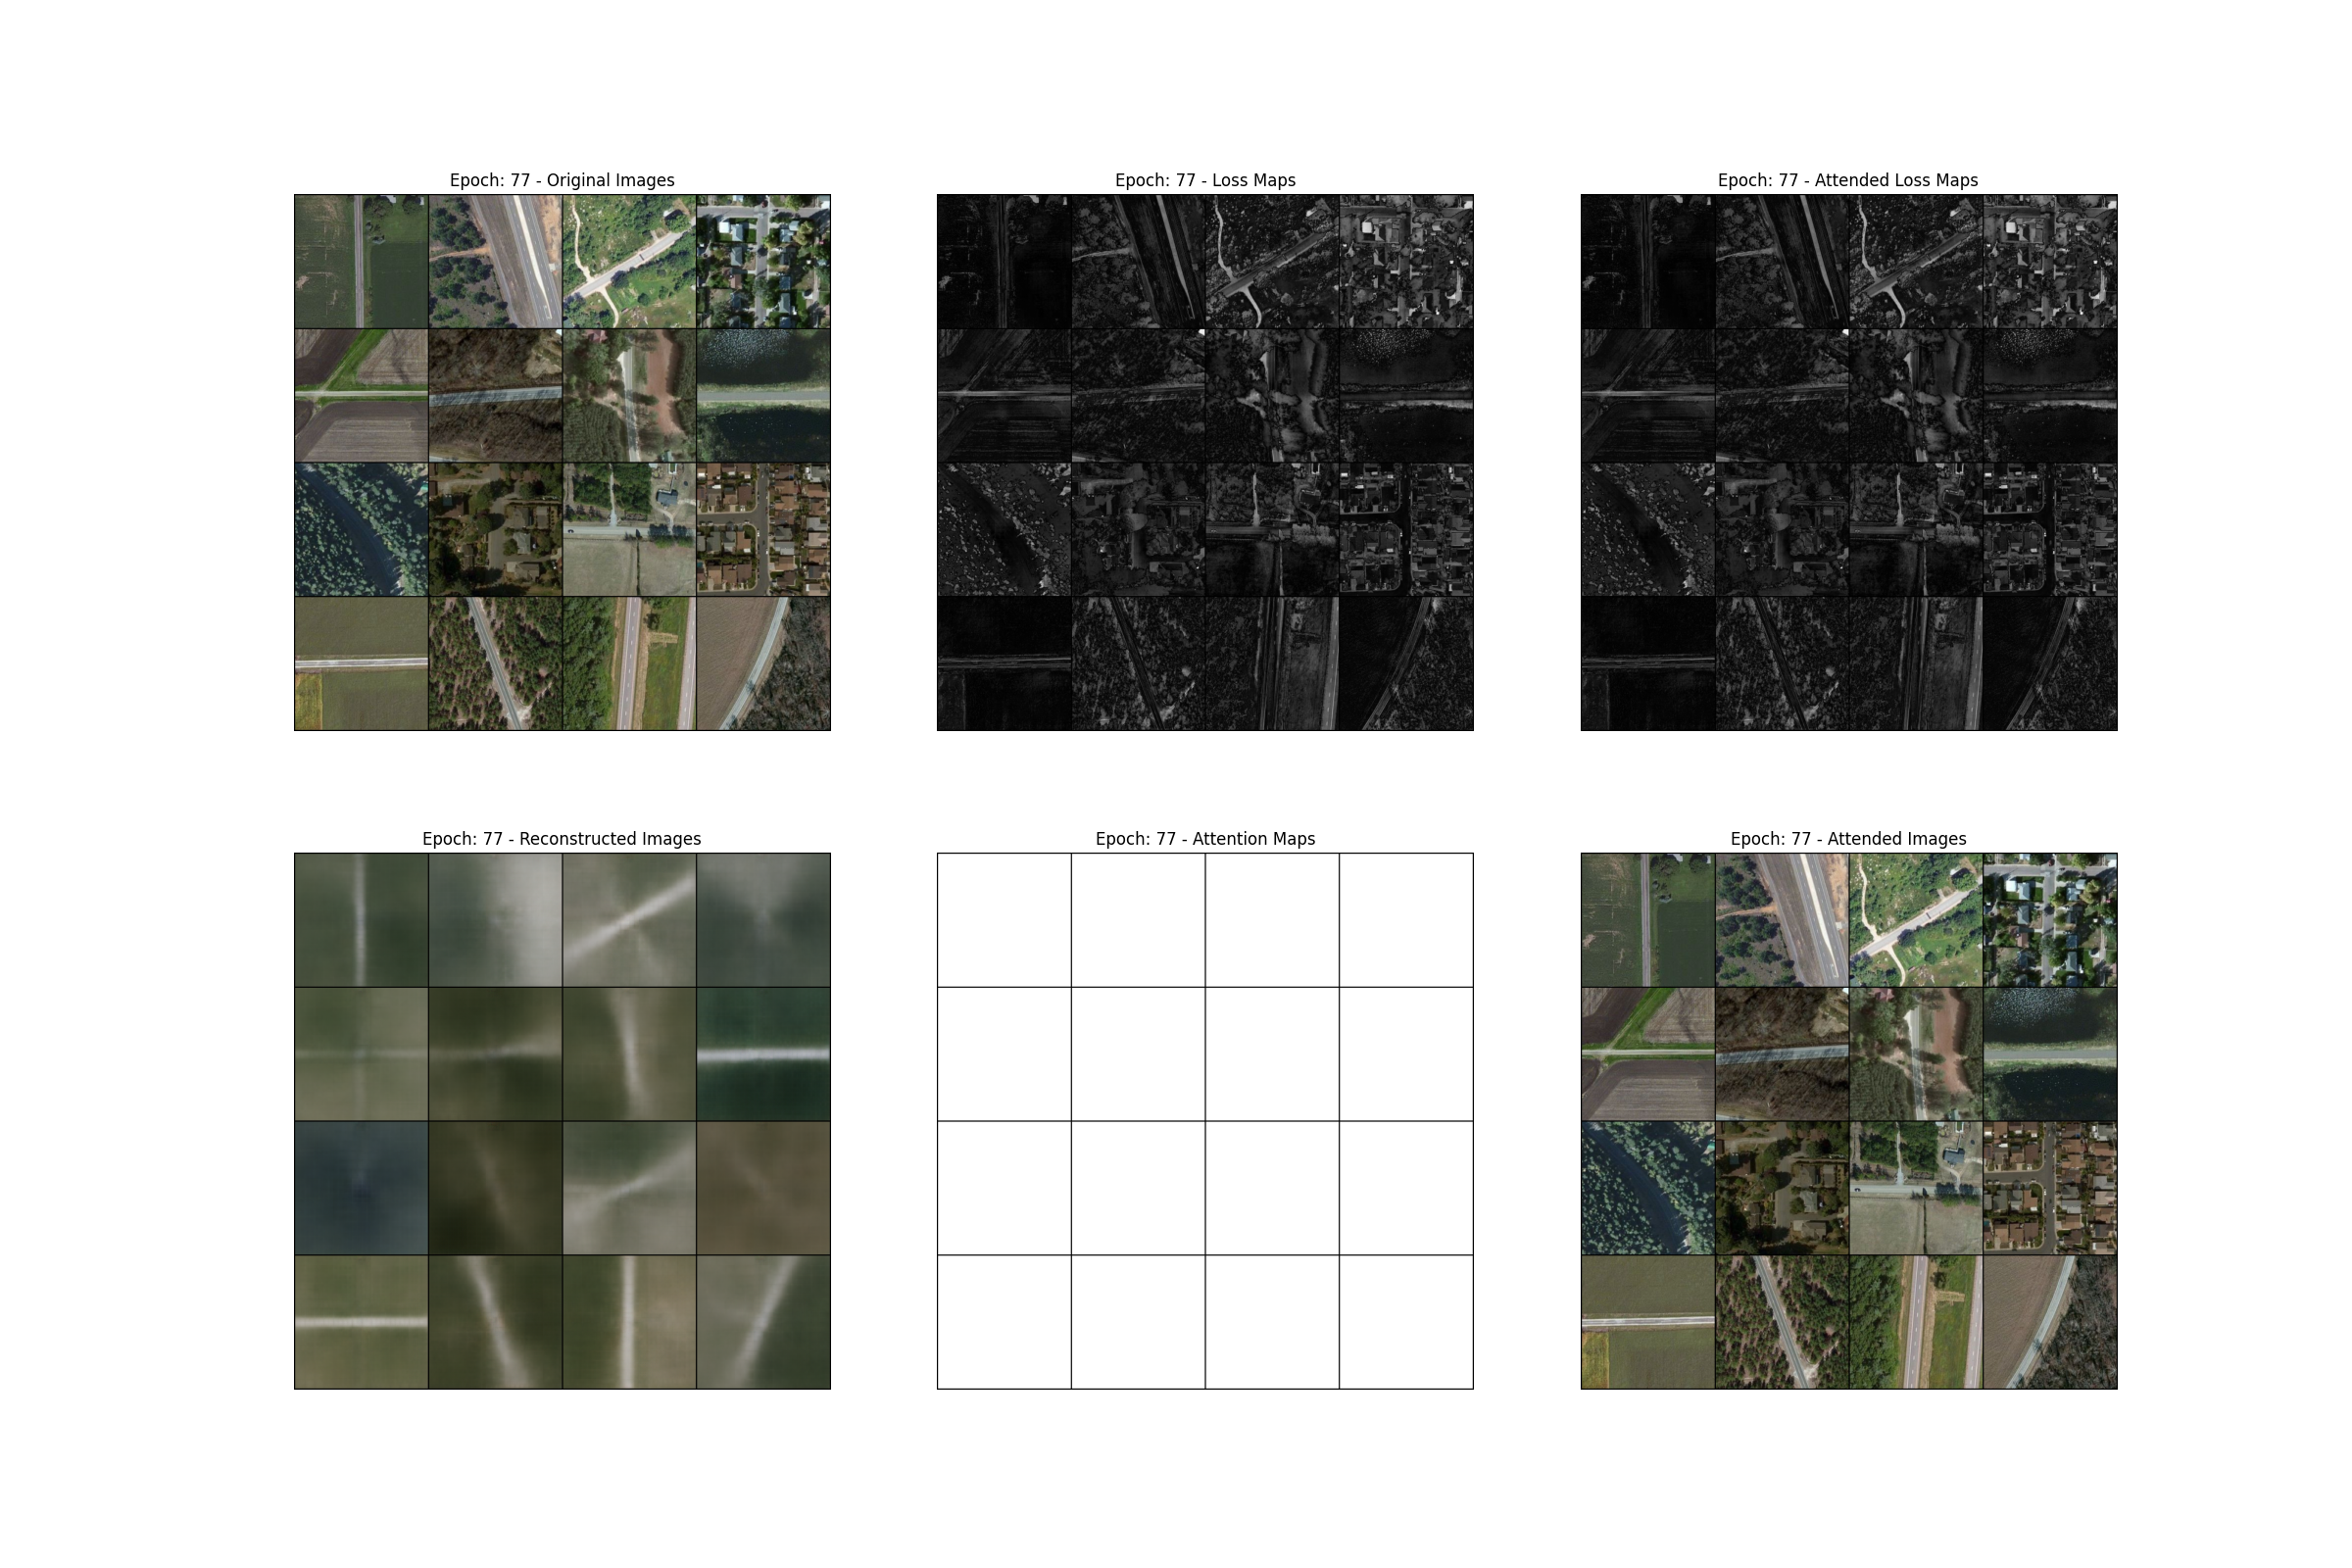 Epoch: 77 - Original Images
Epoch: 77 - Loss Maps
Epoch: 77 - Attended Loss Maps
Epoch: 77 - Reconstructed Images
Epoch: 77 - Attention Maps
Epoch: 77 - Attended Images